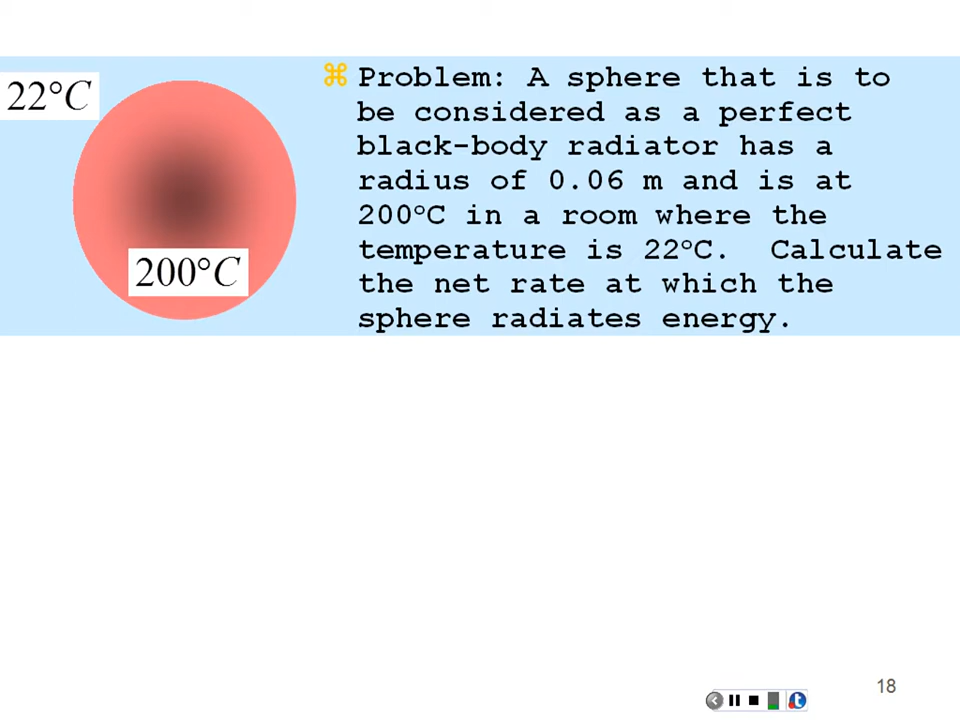 22°C
200°C
Problem: A sphere that is to
be considered as a perfect
black-body radiator has a
radius of 0.06 m and is at
200°C in a room where the
temperature is 22°C.  Calculate
the net rate at which the
sphere radiates energy.
18